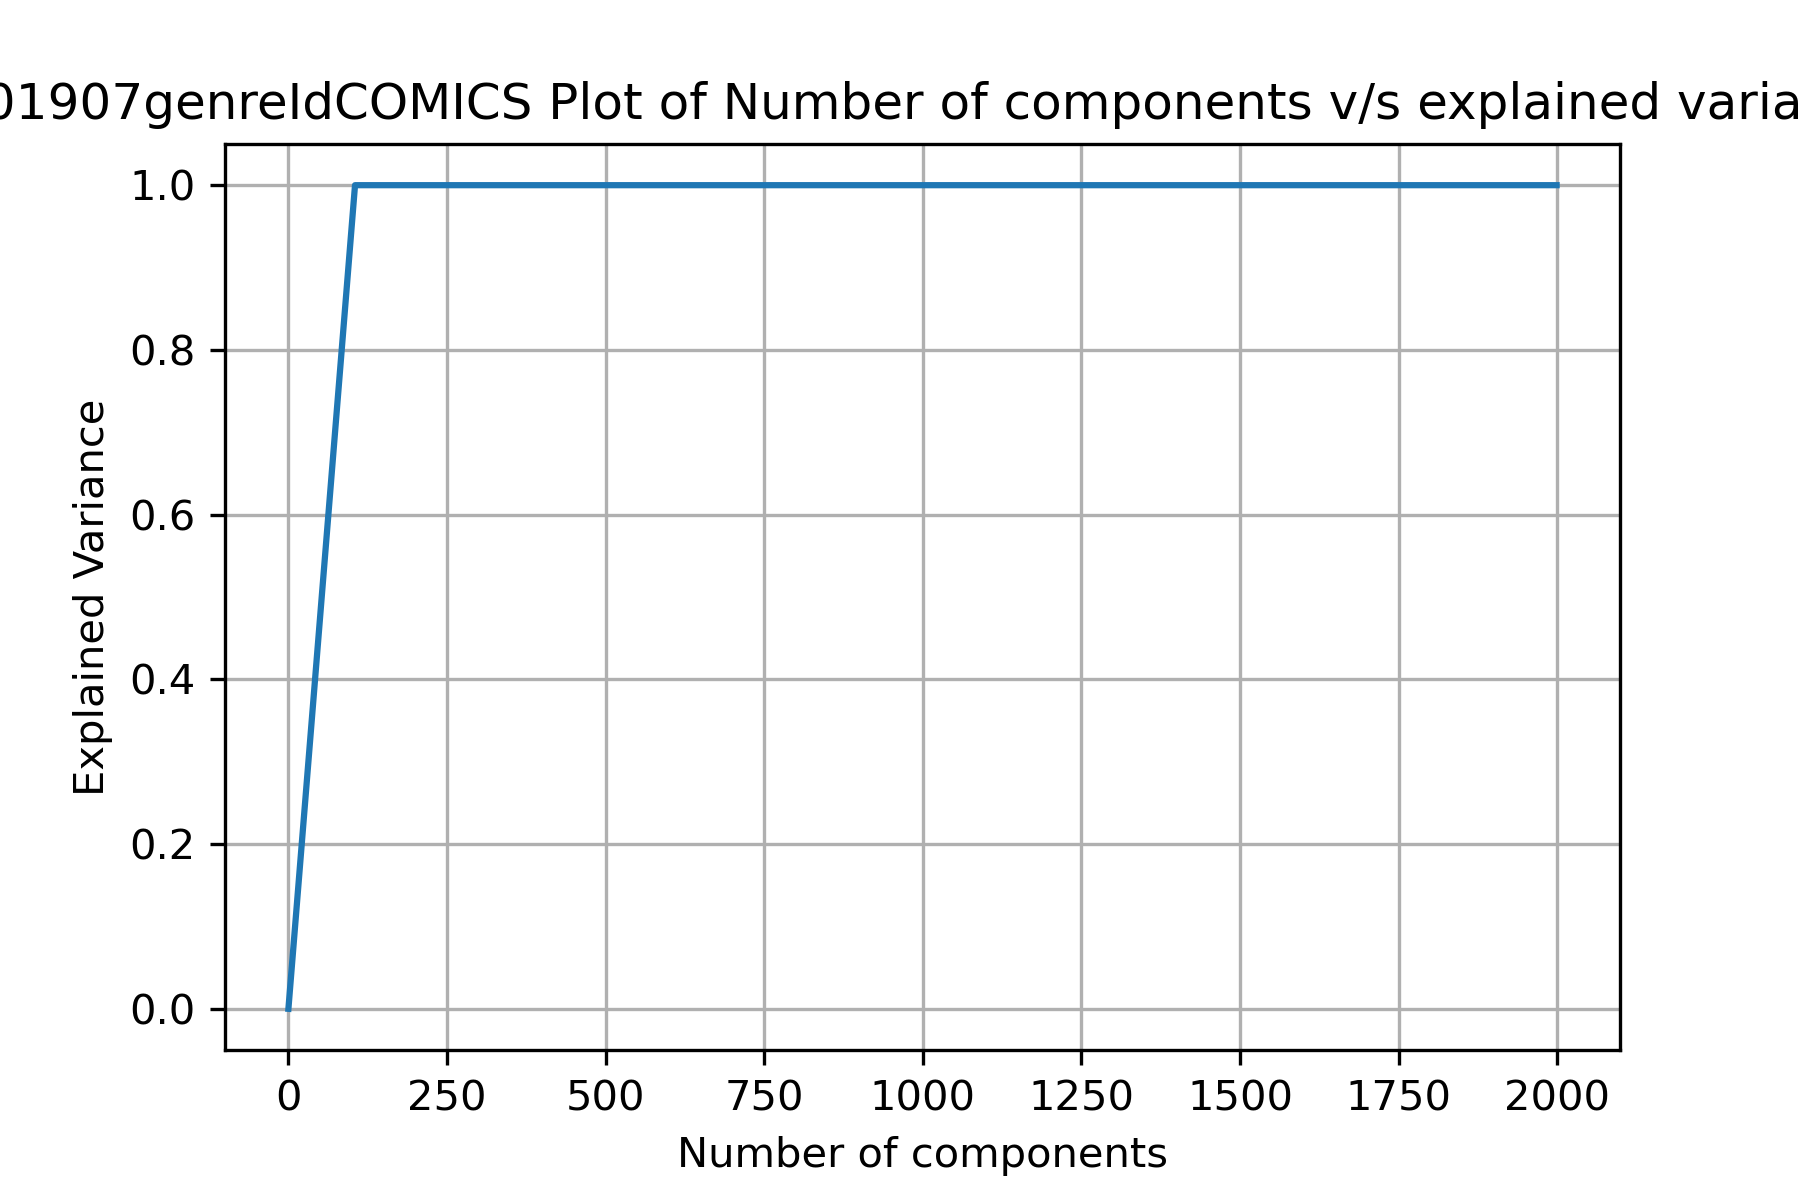 01907genreIdCOMICS Plot of Number of components v/s explained varia
1.0
0.8
0.6
0.4
0.2
0.0
Explained Variance
0 250 500 750 1000 1250 1500 1750 2000
Number of components